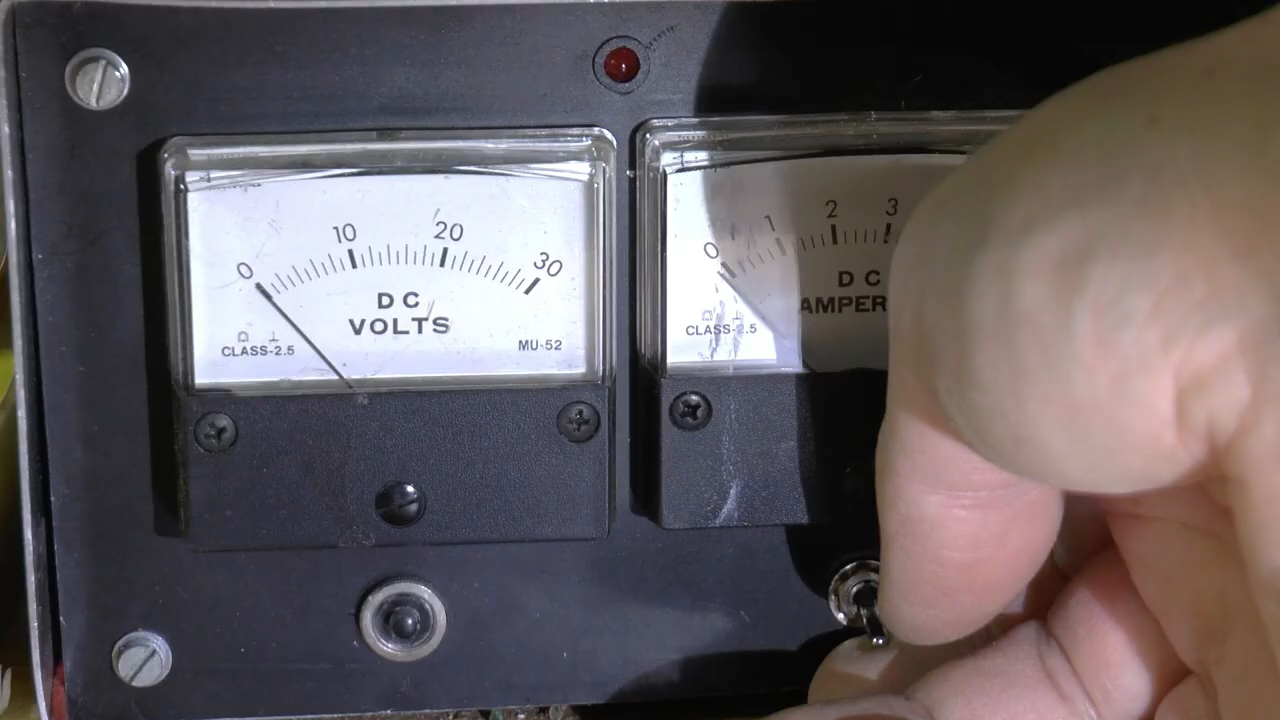 0 10 20 30
DC
VOLTS
CLASS-2.5
MU-52
0 1 2 3
DC
AMPER
CLASS-2.5